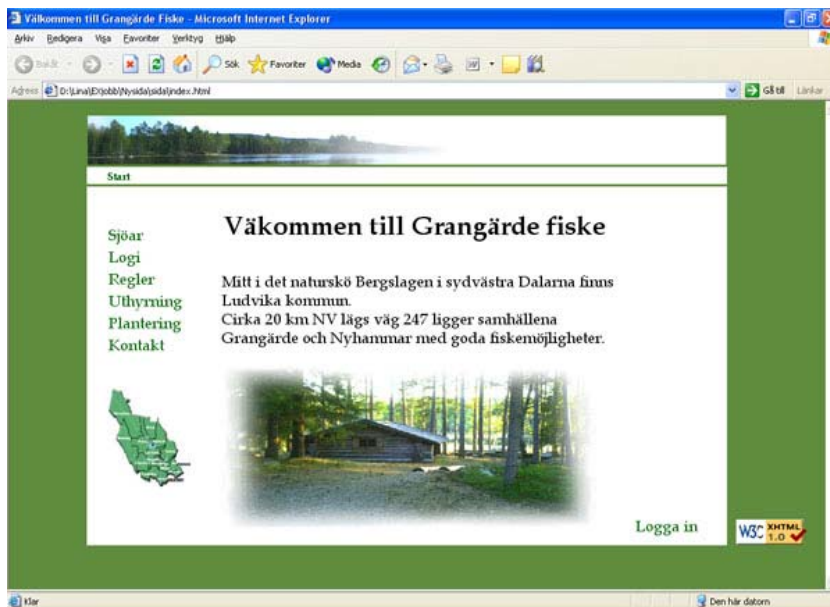 Välkommen till Grangärde Fiske - Microsoft Internet Explorer
Arkiv Redigera Visa Favoriter Verktyg Hjälp
Bakåt Sök Favoriter Media
Adress D:\Lina\Exjobb\Nysida\sida\index.html Gå till Länkar
Start
Väkommen till Grangärde fiske
Sjöar
Logi
Regler
Uthyrning
Plantering
Kontakt
Mitt i det naturskö Bergslagen i sydvästra Dalarna finns
Ludvika kommun.
Cirka 20 km NV lägs väg 247 ligger samhällena
Grangärde och Nyhammar med goda fiskemöjligheter.
Logga in
W3C XHTML
1.0
Klar Den här datorn